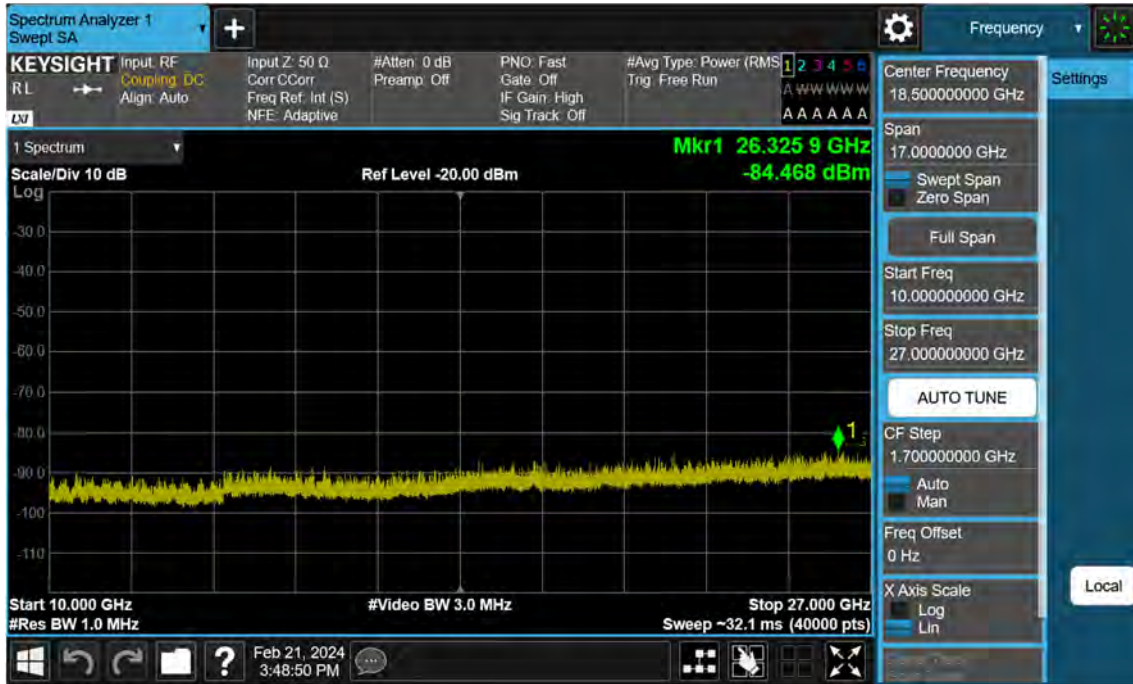 Spectrum Analyzer 1
Swept SA
Frequency
KEYSIGHT
RL
LXI
Input: RF
Coupling: DC
Align: Auto
Input Z: 50 Ω
Corr CCorr
Freq Ref: Int (S)
NFE: Adaptive
#Atten: 0 dB
Preamp: Off
PNO: Fast
Gate: Off
IF Gain: High
Sig Track: Off
#Avg Type: Power (RMS
Trig: Free Run
1 2 3 4 5 6
A W W W W W
A A A A A A
Center Frequency
18.500000000 GHz
Settings
1 Spectrum
Scale/Div 10 dB
Ref Level -20.00 dBm
Mkr1 26.325 9 GHz
-84.468 dBm
Log
-30.0
-40.0
-50.0
-60.0
-70.0
-80.0
-90.0
-100
-110
1
Start 10.000 GHz
#Res BW 1.0 MHz
#Video BW 3.0 MHz
Stop 27.000 GHz
Sweep ~32.1 ms (40000 pts)
Span
17.0000000 GHz
Swept Span
Zero Span
Full Span
Start Freq
10.000000000 GHz
Stop Freq
27.000000000 GHz
AUTO TUNE
CF Step
1.700000000 GHz
Auto
Man
Freq Offset
0 Hz
X Axis Scale
Log
Lin
Local
?
Feb 21, 2024
3:48:50 PM